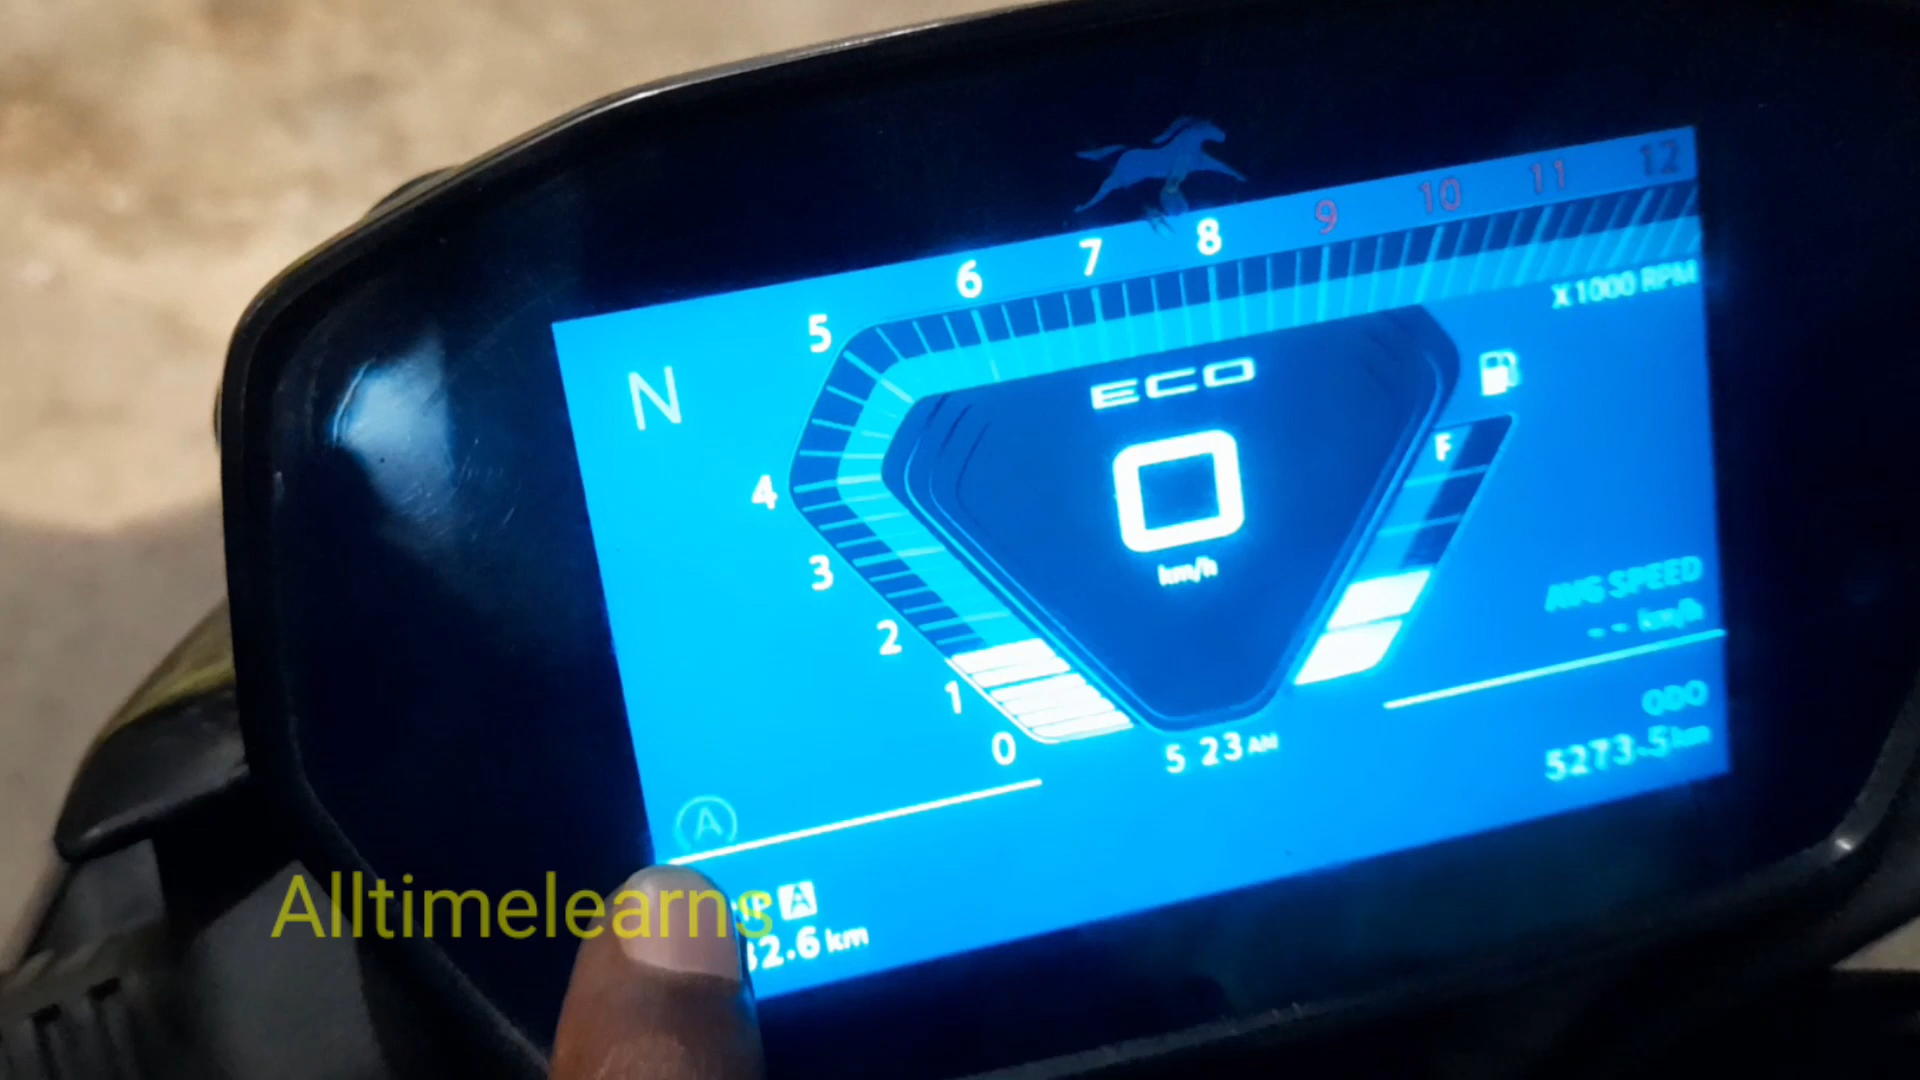 12
11
10
9
8
7
6
5
4
3
2
1
0
X 1000 RPM
N
ECO
0
km/h
F
AVG SPEED
-- km/h
ODO
5273.5 km
5 23 AM
A
A
Alltimelearns
2.6 km